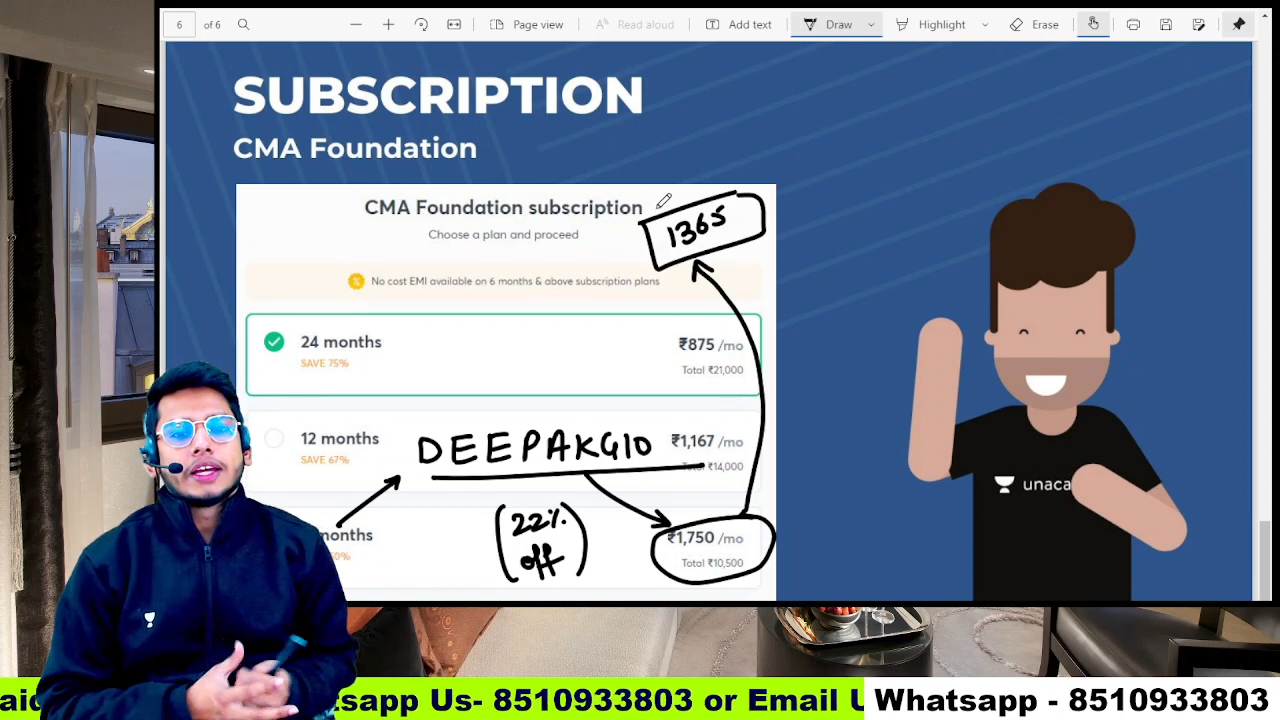 6 of 6
Page view
Read aloud
Add text
Draw
Highlight
Erase
SUBSCRIPTION
CMA Foundation
CMA Foundation subscription
1365
Choose a plan and proceed
No cost EMI available on 6 months & above subscription plans
24 months
₹875 /mo
SAVE 75%
Total ₹21,000
12 months
DEEPAKG10
₹1,167 /mo
SAVE 67%
Total ₹14,000
months
(22% off)
₹1,750 /mo
0%
Total ₹10,500
unaca
aid
tsapp Us- 8510933803 or Email U
Whatsapp - 8510933803